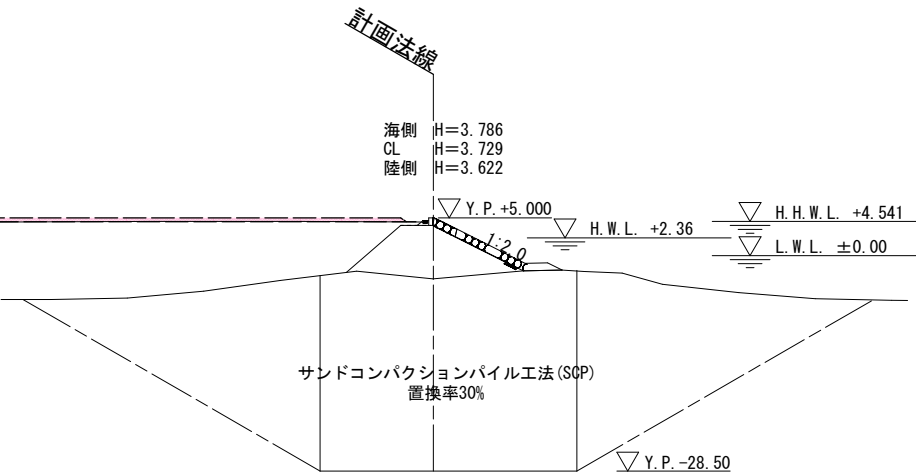 計画法線
海側 H=3.786
CL H=3.729
陸側 H=3.622
Y.P.+5.000
H.W.L. +2.36
H.H.W.L. +4.541
L.W.L. ±0.00
1:2.0
サンドコンパクションパイル工法(SCP)
置換率30%
Y.P.-28.50